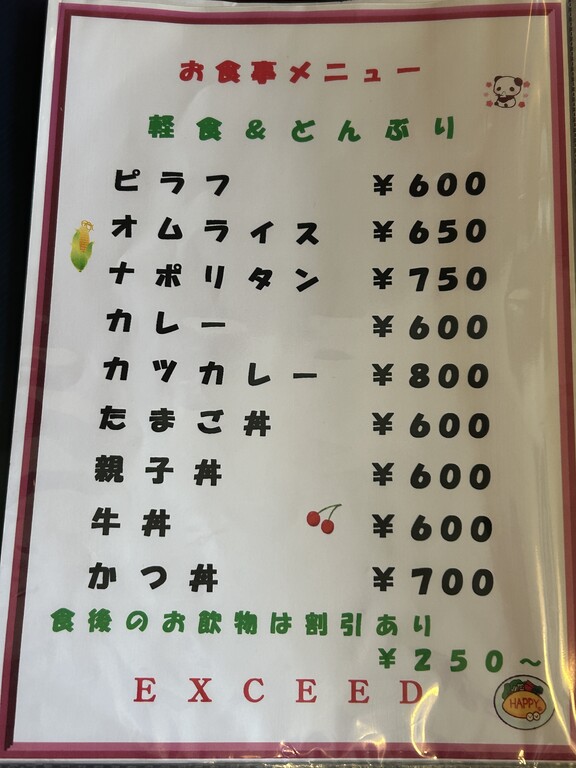 お食事メニュー
軽食&どんぶり
ピラフ ¥600
オムライス ¥650
ナポリタン ¥750
カレー ¥600
カツカレー ¥800
たまご丼 ¥600
親子丼 ¥600
牛丼 ¥600
かつ丼 ¥700
食後のお飲物は割引あり
¥250~
EXCEED
HAPPY